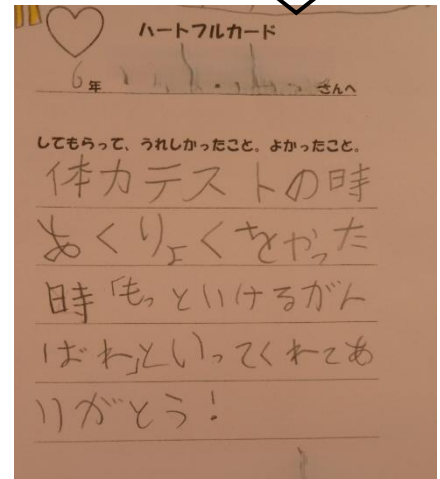 ハートフルカード
6年 さんへ
してもらって、うれしかったこと。よかったこと。
体力テストの時
あくりょくをやった
時「もっといけるがん
ばれ」といってくれてあ
りがとう!